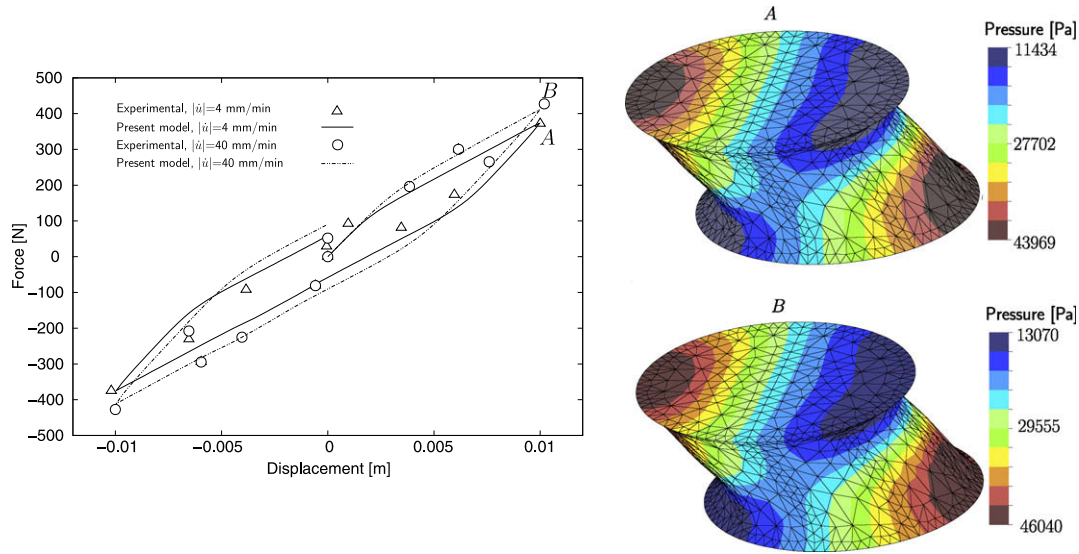 500
400
300
200
100
0
−100
−200
−300
−400
−500
Force [N]
Experimental, |u̇|=4 mm/min
Present model, |u̇|=4 mm/min
Experimental, |u̇|=40 mm/min
Present model, |u̇|=40 mm/min
B
A
−0.01
−0.005
0
0.005
0.01
Displacement [m]
A
Pressure [Pa]
11434
27702
43969
B
Pressure [Pa]
13070
29555
46040